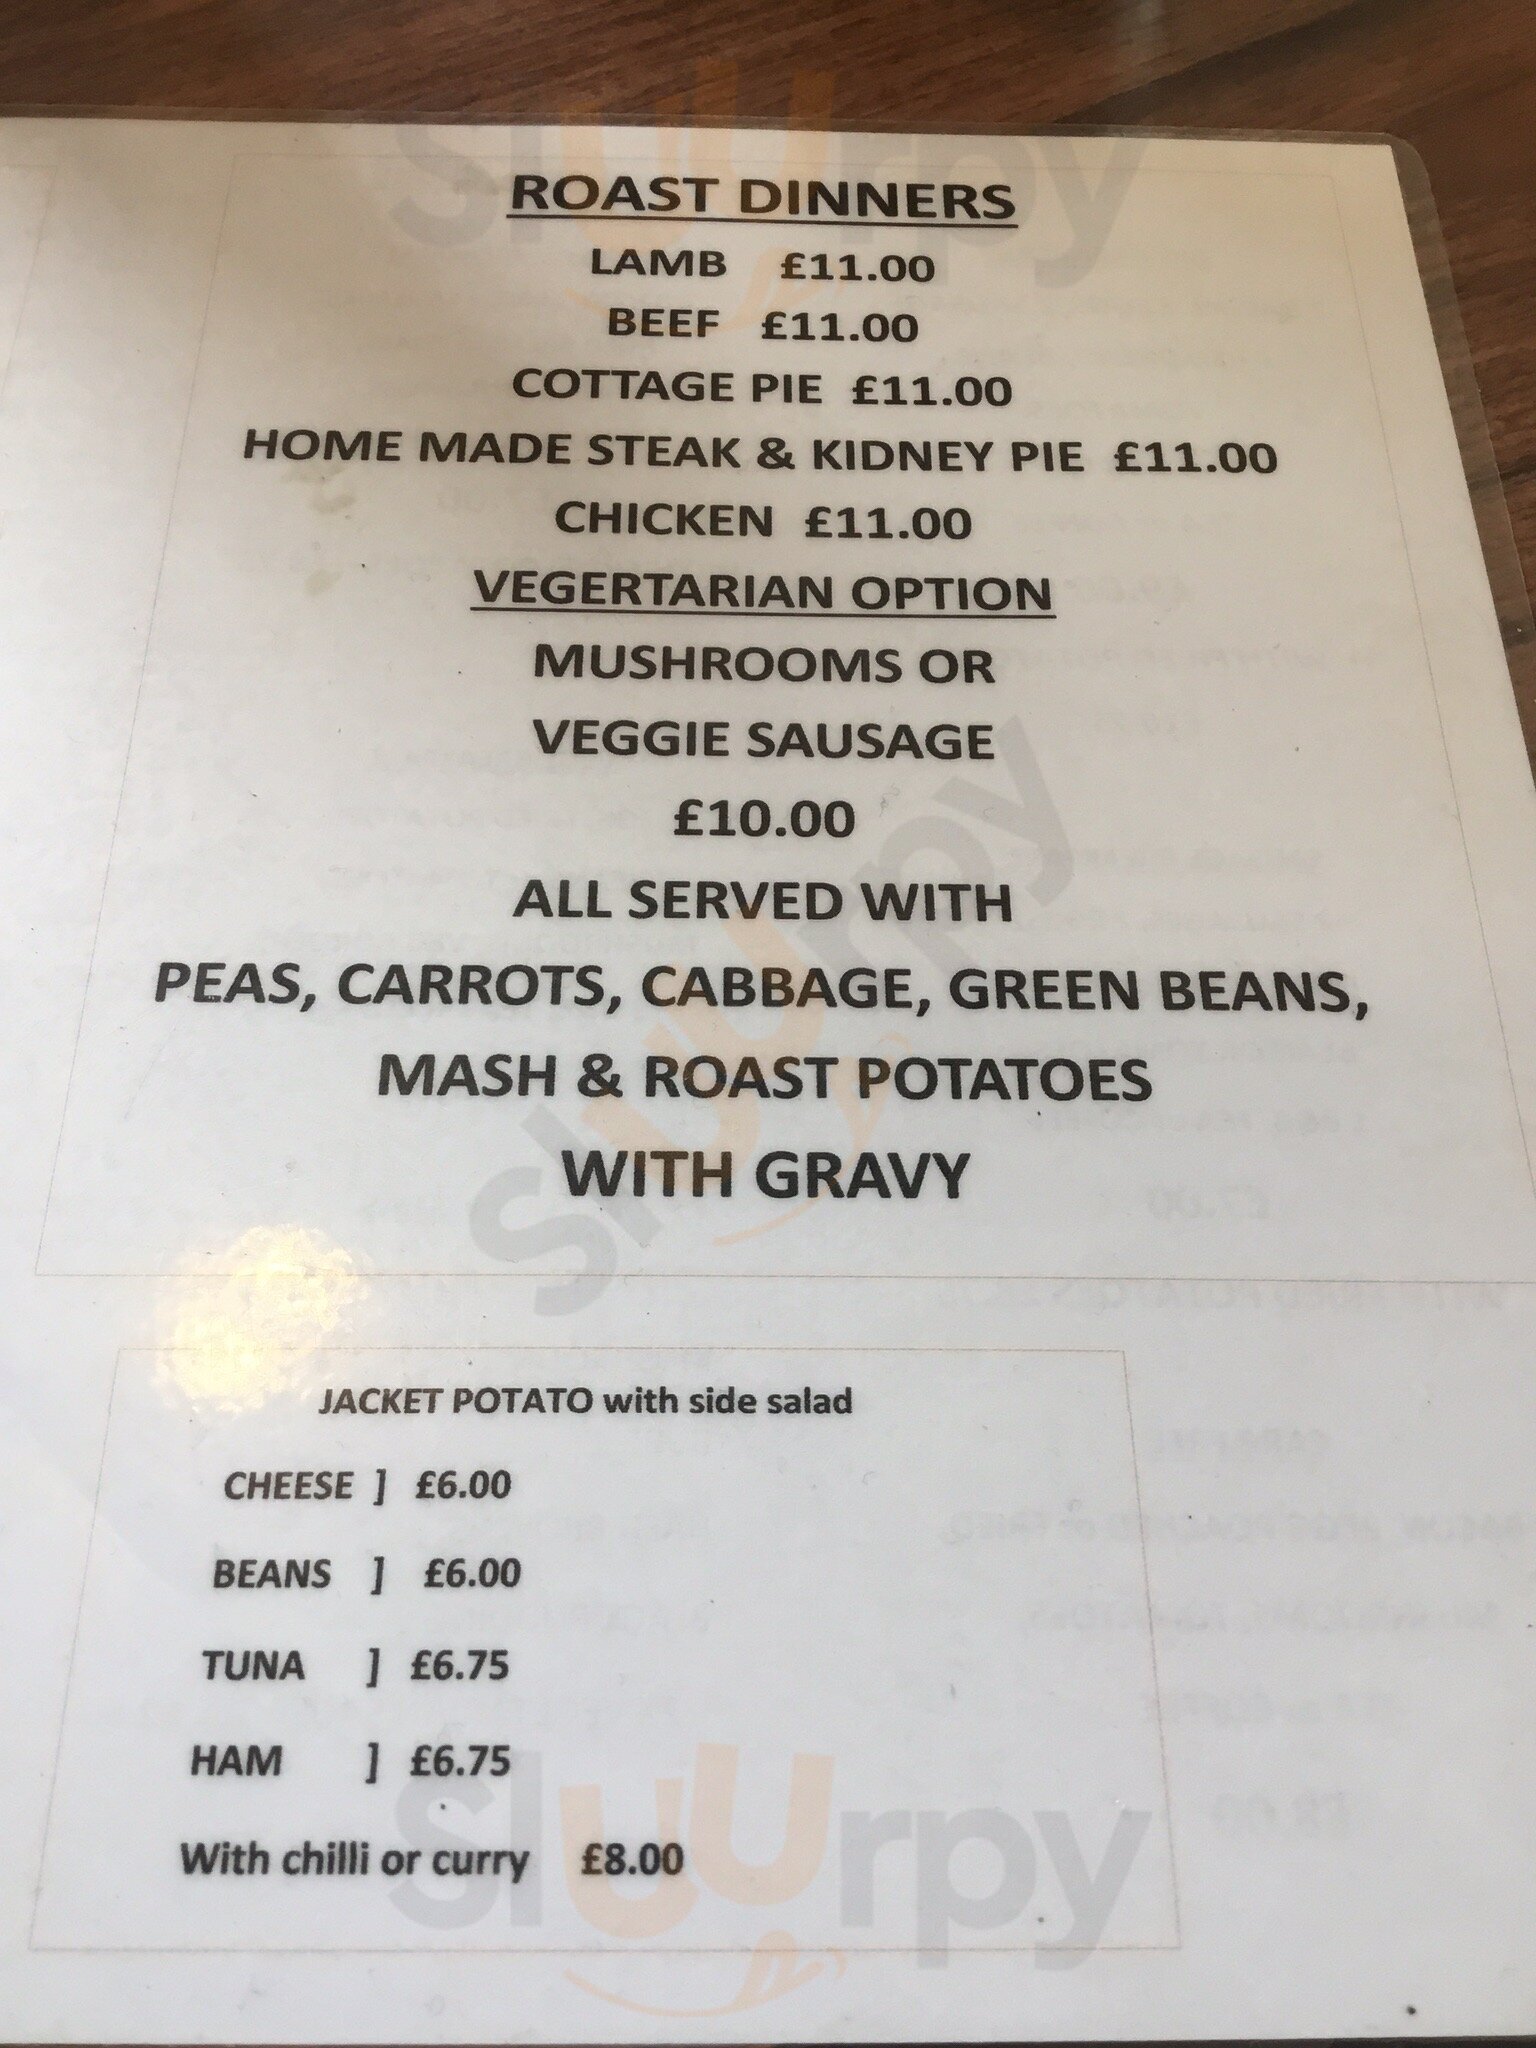 ROAST DINNERS
LAMB £11.00
BEEF £11.00
COTTAGE PIE £11.00
HOME MADE STEAK & KIDNEY PIE £11.00
CHICKEN £11.00
VEGERTARIAN OPTION
MUSHROOMS OR
VEGGIE SAUSAGE
£10.00
ALL SERVED WITH
PEAS, CARROTS, CABBAGE, GREEN BEANS,
MASH & ROAST POTATOES
WITH GRAVY
JACKET POTATO with side salad
CHEESE ] £6.00
BEANS ] £6.00
TUNA ] £6.75
HAM ] £6.75
With chilli or curry £8.00
sluurpy
sluurpy
sluurpy